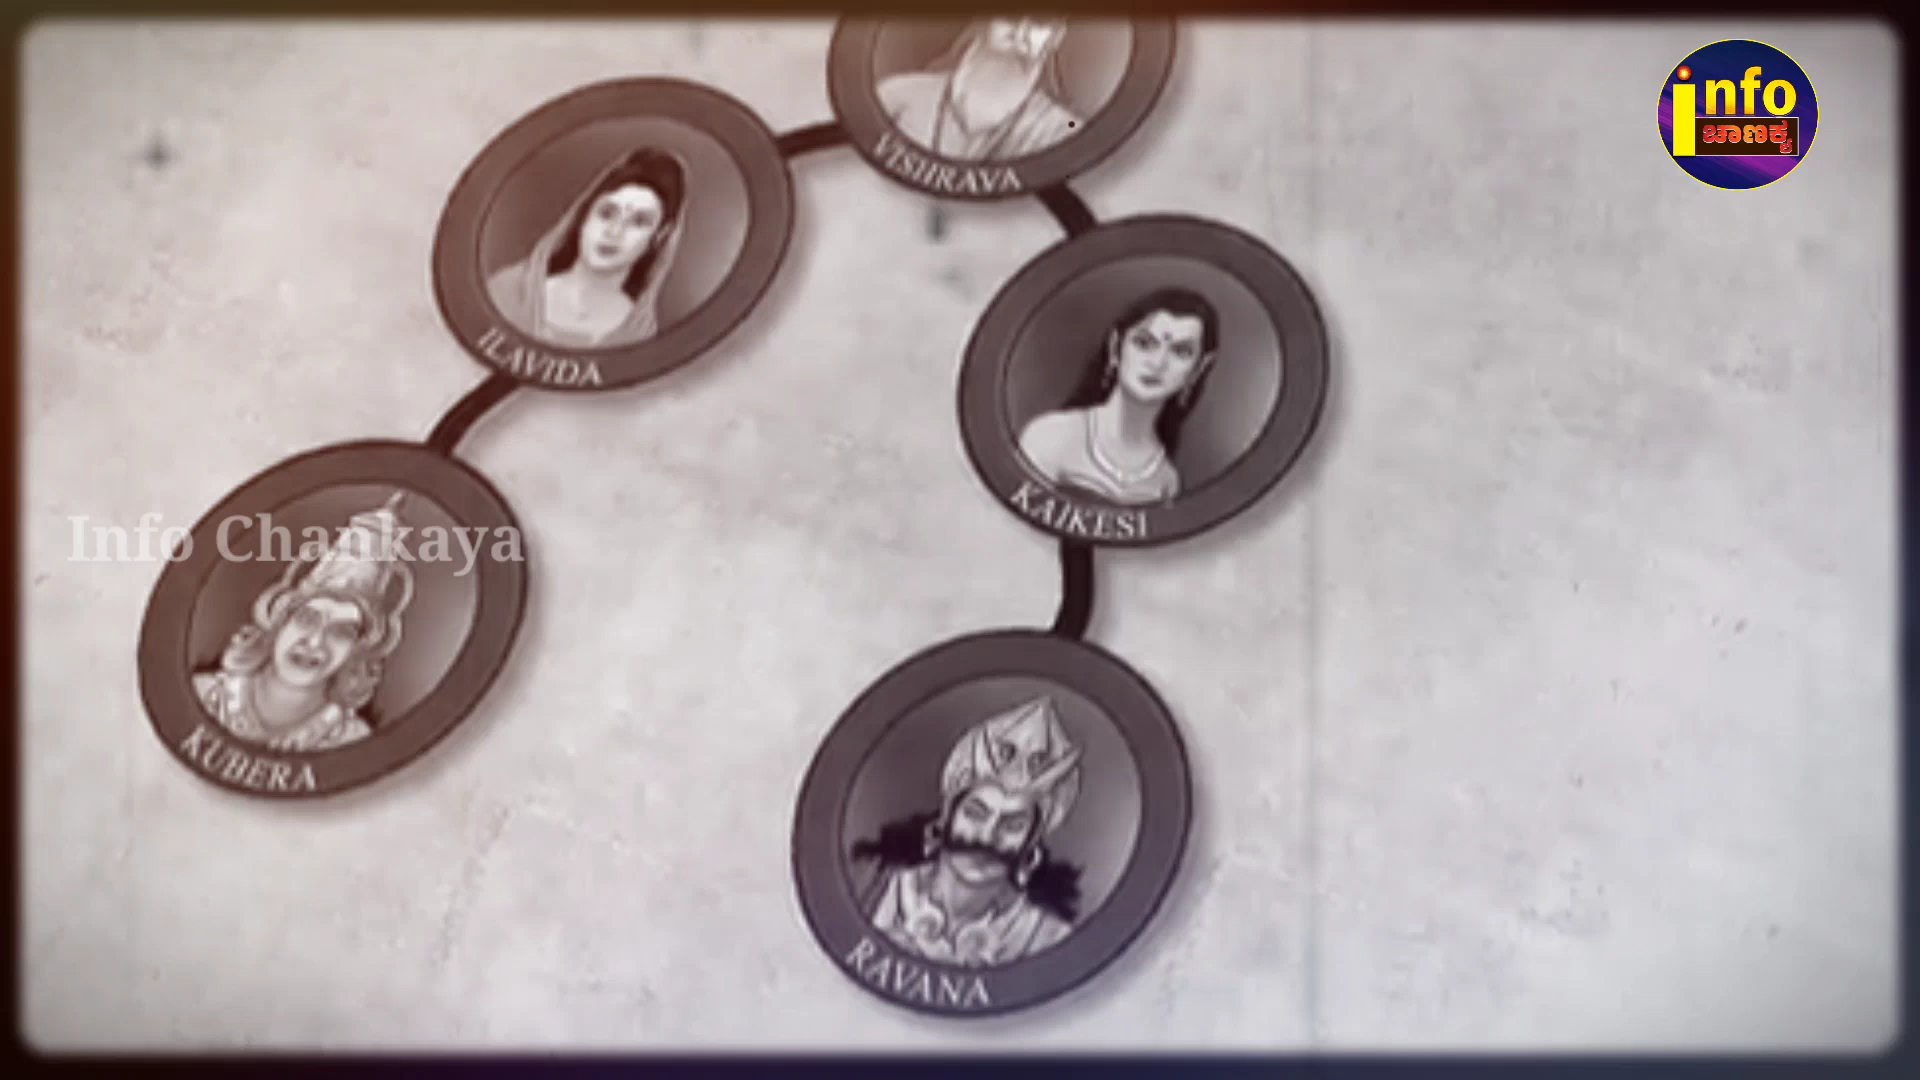 VISHRAVA
info
ಚಾಣಕ್ಯ
ILAVIDA
KAIKESI
Info Chankaya
KUBERA
RAVANA